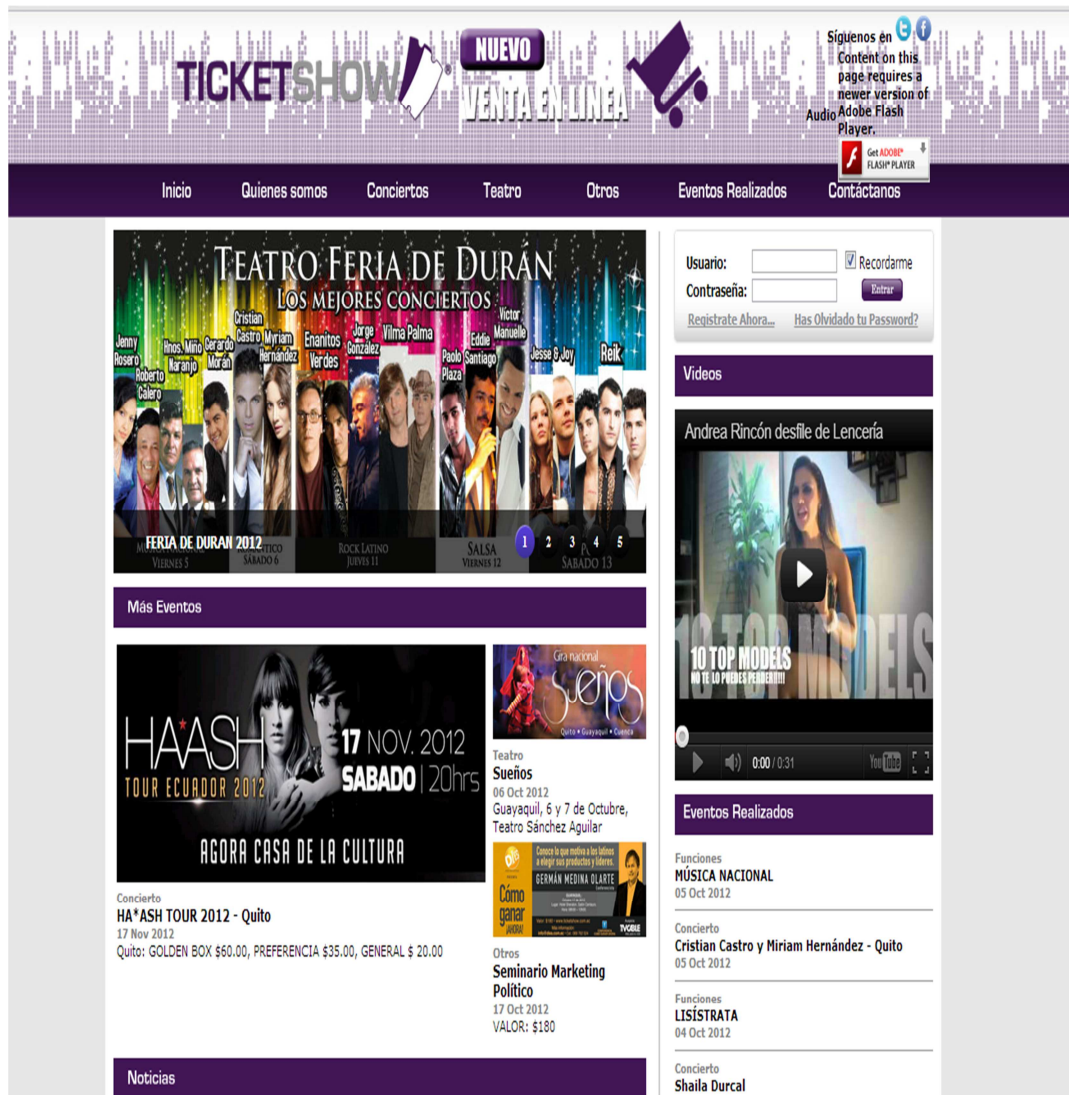 TICKETSHOW
NUEVO
VENTA EN LINEA
Síguenos en
Content on this
page requires a
newer version of
Adobe Flash
Player.
Audio
Get ADOBE®
FLASH® PLAYER
Inicio Quienes somos Conciertos Teatro Otros Eventos Realizados Contáctanos
TEATRO FERIA DE DURÁN
LOS MEJORES CONCIERTOS
Jenny
Rosero
Roberto
Calero
Hnos. Miño
Naranjo
Gerardo
Morán
Cristian
Castro
Myriam
Hernández
Enanitos
Verdes
Jorge
González
Vilma Palma
Paolo
Plaza
Eddie
Santiago
Víctor
Manuelle
Jesse & Joy
Reik
FERIA DE DURAN 2012
VIERNES 5
SÁBADO 6
ROCK LATINO
JUEVES 11
SALSA
VIERNES 12
SÁBADO 13
1 2 3 4 5
Usuario:
Recordarme
Contraseña:
Entrar
Registrate Ahora... Has Olvidado tu Password?
Videos
Andrea Rincón desfile de Lencería
10 TOP MODELS
NO TE LO PUEDES PERDER!!!!!
0:00 / 0:31
YouTube
Más Eventos
HA*ASH
TOUR ECUADOR 2012
17 NOV. 2012
SABADO | 20hrs
AGORA CASA DE LA CULTURA
Concierto
HA*ASH TOUR 2012 - Quito
17 Nov 2012
Quito: GOLDEN BOX $60.00, PREFERENCIA $35.00, GENERAL $ 20.00
Gira nacional
sueños
Quito • Guayaquil • Cuenca
Teatro
Sueños
06 Oct 2012
Guayaquil, 6 y 7 de Octubre,
Teatro Sánchez Aguilar
Conoce lo que motiva a los latinos
a elegir sus productos y líderes.
GERMÁN MEDINA OLARTE
Cómo
ganar
¡AHORA!
TVCABLE
Otros
Seminario Marketing
Político
17 Oct 2012
VALOR: $180
Eventos Realizados
Funciones
MÚSICA NACIONAL
05 Oct 2012
Concierto
Cristian Castro y Miriam Hernández - Quito
05 Oct 2012
Funciones
LISÍSTRATA
04 Oct 2012
Concierto
Shaila Durcal
Noticias